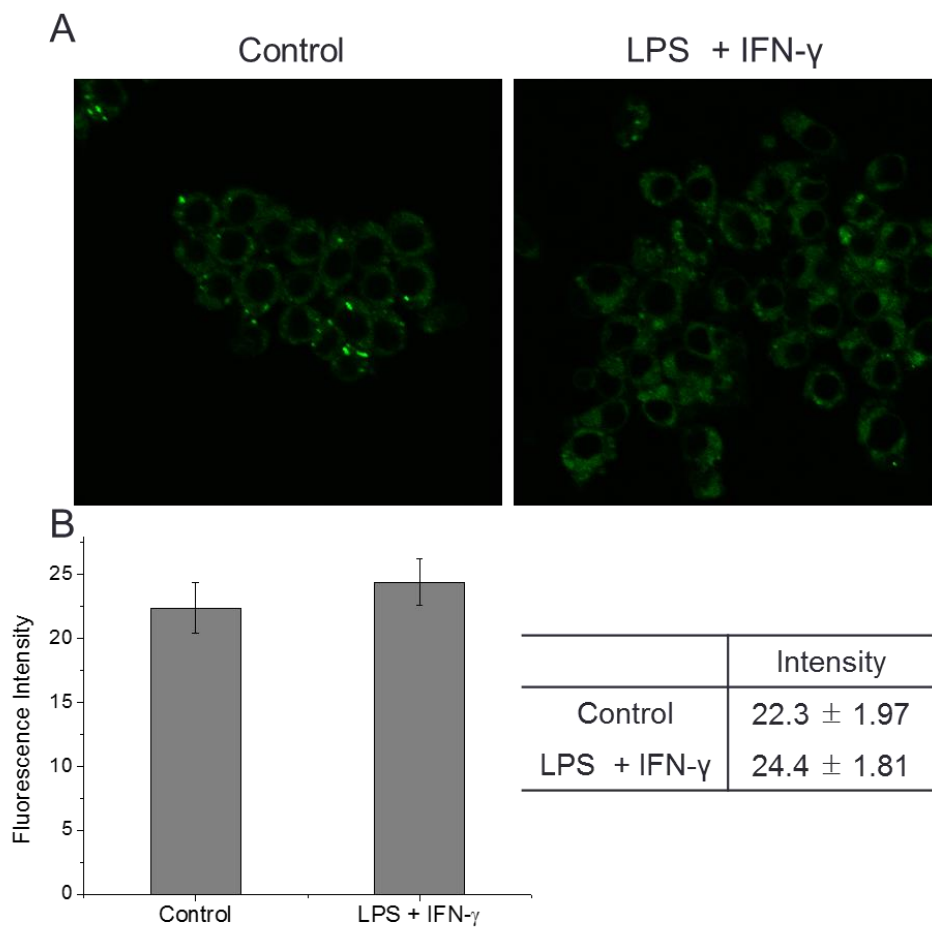 A
Control
LPS + IFN-γ
B
Fluorescence Intensity
25
20
15
10
5
0
Control
LPS + IFN-γ
Intensity
Control 22.3 ± 1.97
LPS + IFN-γ 24.4 ± 1.81